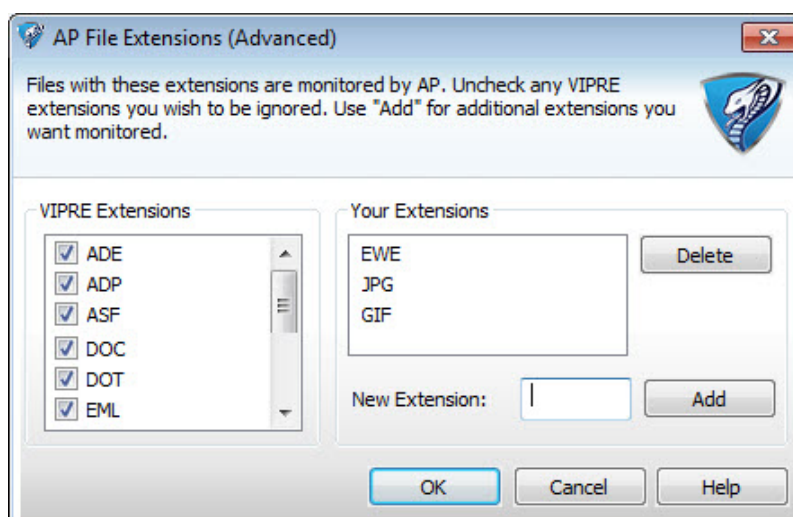 AP File Extensions (Advanced)
Files with these extensions are monitored by AP. Uncheck any VIPRE
extensions you wish to be ignored. Use "Add" for additional extensions you
want monitored.
VIPRE Extensions
ADE
ADP
ASF
DOC
DOT
EML
Your Extensions
EWE
JPG
GIF
Delete
New Extension:
Add
OK
Cancel
Help